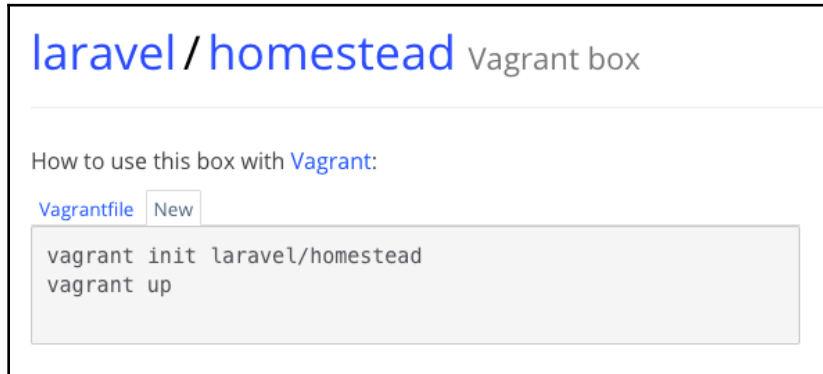 laravel / homestead Vagrant box
How to use this box with Vagrant:
Vagrantfile New
vagrant init laravel/homestead
vagrant up